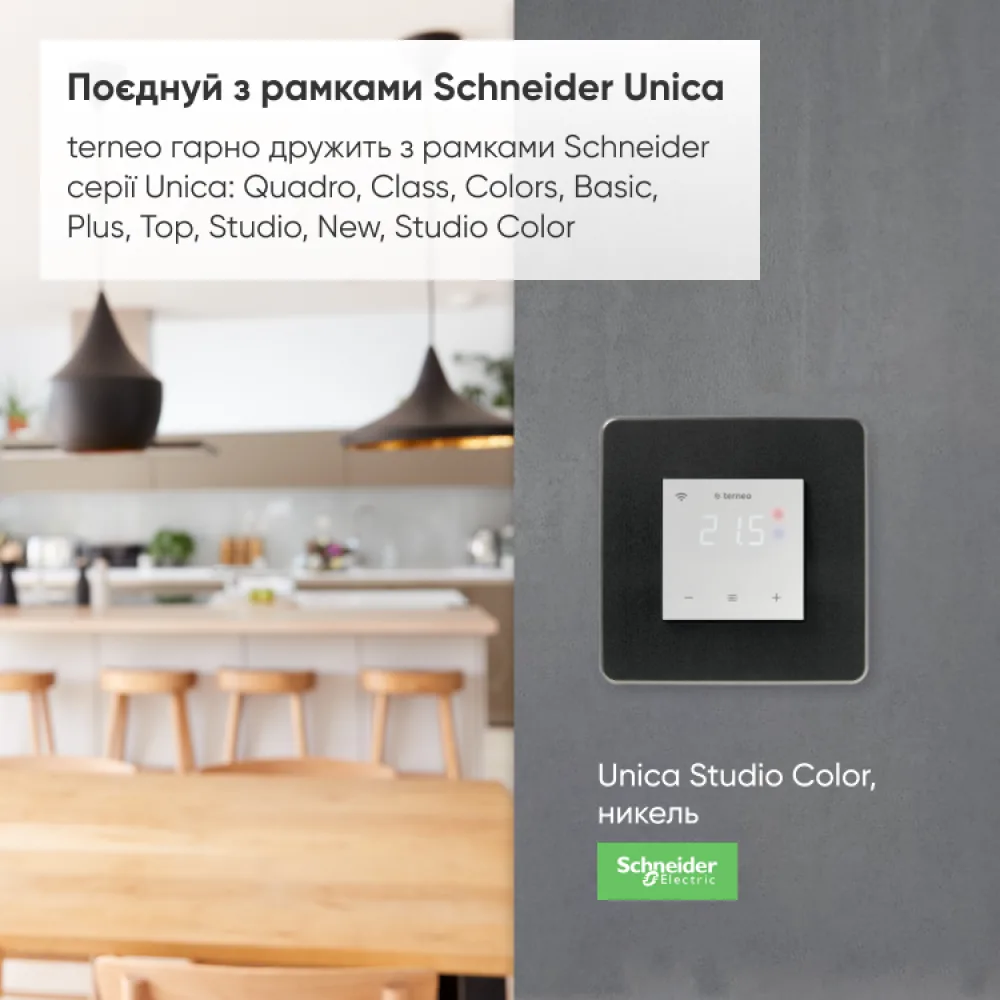 Поєднуй з рамками Schneider Unica
terneo гарно дружить з рамками Schneider
серії Unica: Quadro, Class, Colors, Basic,
Plus, Top, Studio, New, Studio Color
terneo
21.5
Unica Studio Color,
никель
Schneider
Electric